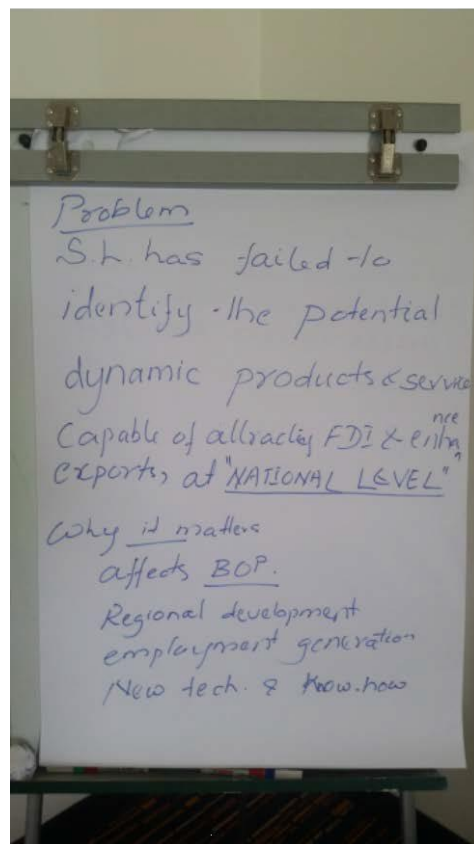 Problem
S.L. has failed to
identify the potential
dynamic products & service
Capable of attracting FDI & enhance
exports, at "NATIONAL LEVEL"
Why it matters
affects BOP.
Regional development
employment generation
New tech. & Know-how